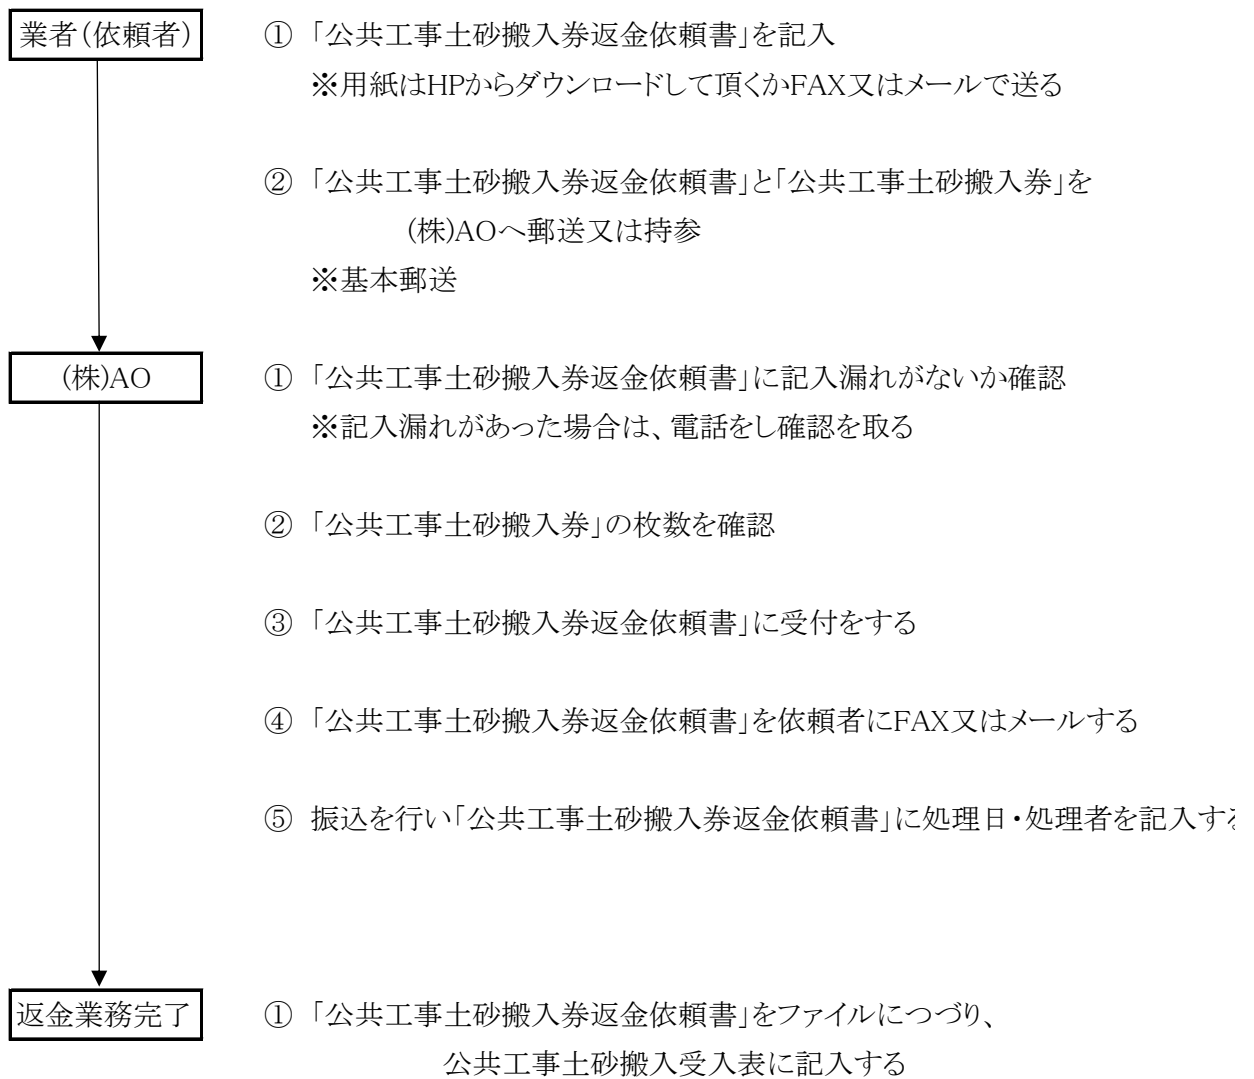 業者(依頼者)
① 「公共工事土砂搬入券返金依頼書」を記入
※用紙はHPからダウンロードして頂くかFAX又はメールで送る
② 「公共工事土砂搬入券返金依頼書」と「公共工事土砂搬入券」を
(株)AOへ郵送又は持参
※基本郵送
(株)AO
① 「公共工事土砂搬入券返金依頼書」に記入漏れがないか確認
※記入漏れがあった場合は、電話をし確認を取る
② 「公共工事土砂搬入券」の枚数を確認
③ 「公共工事土砂搬入券返金依頼書」に受付をする
④ 「公共工事土砂搬入券返金依頼書」を依頼者にFAX又はメールする
⑤ 振込を行い「公共工事土砂搬入券返金依頼書」に処理日・処理者を記入する
返金業務完了
① 「公共工事土砂搬入券返金依頼書」をファイルにつづり、
公共工事土砂搬入受入表に記入する